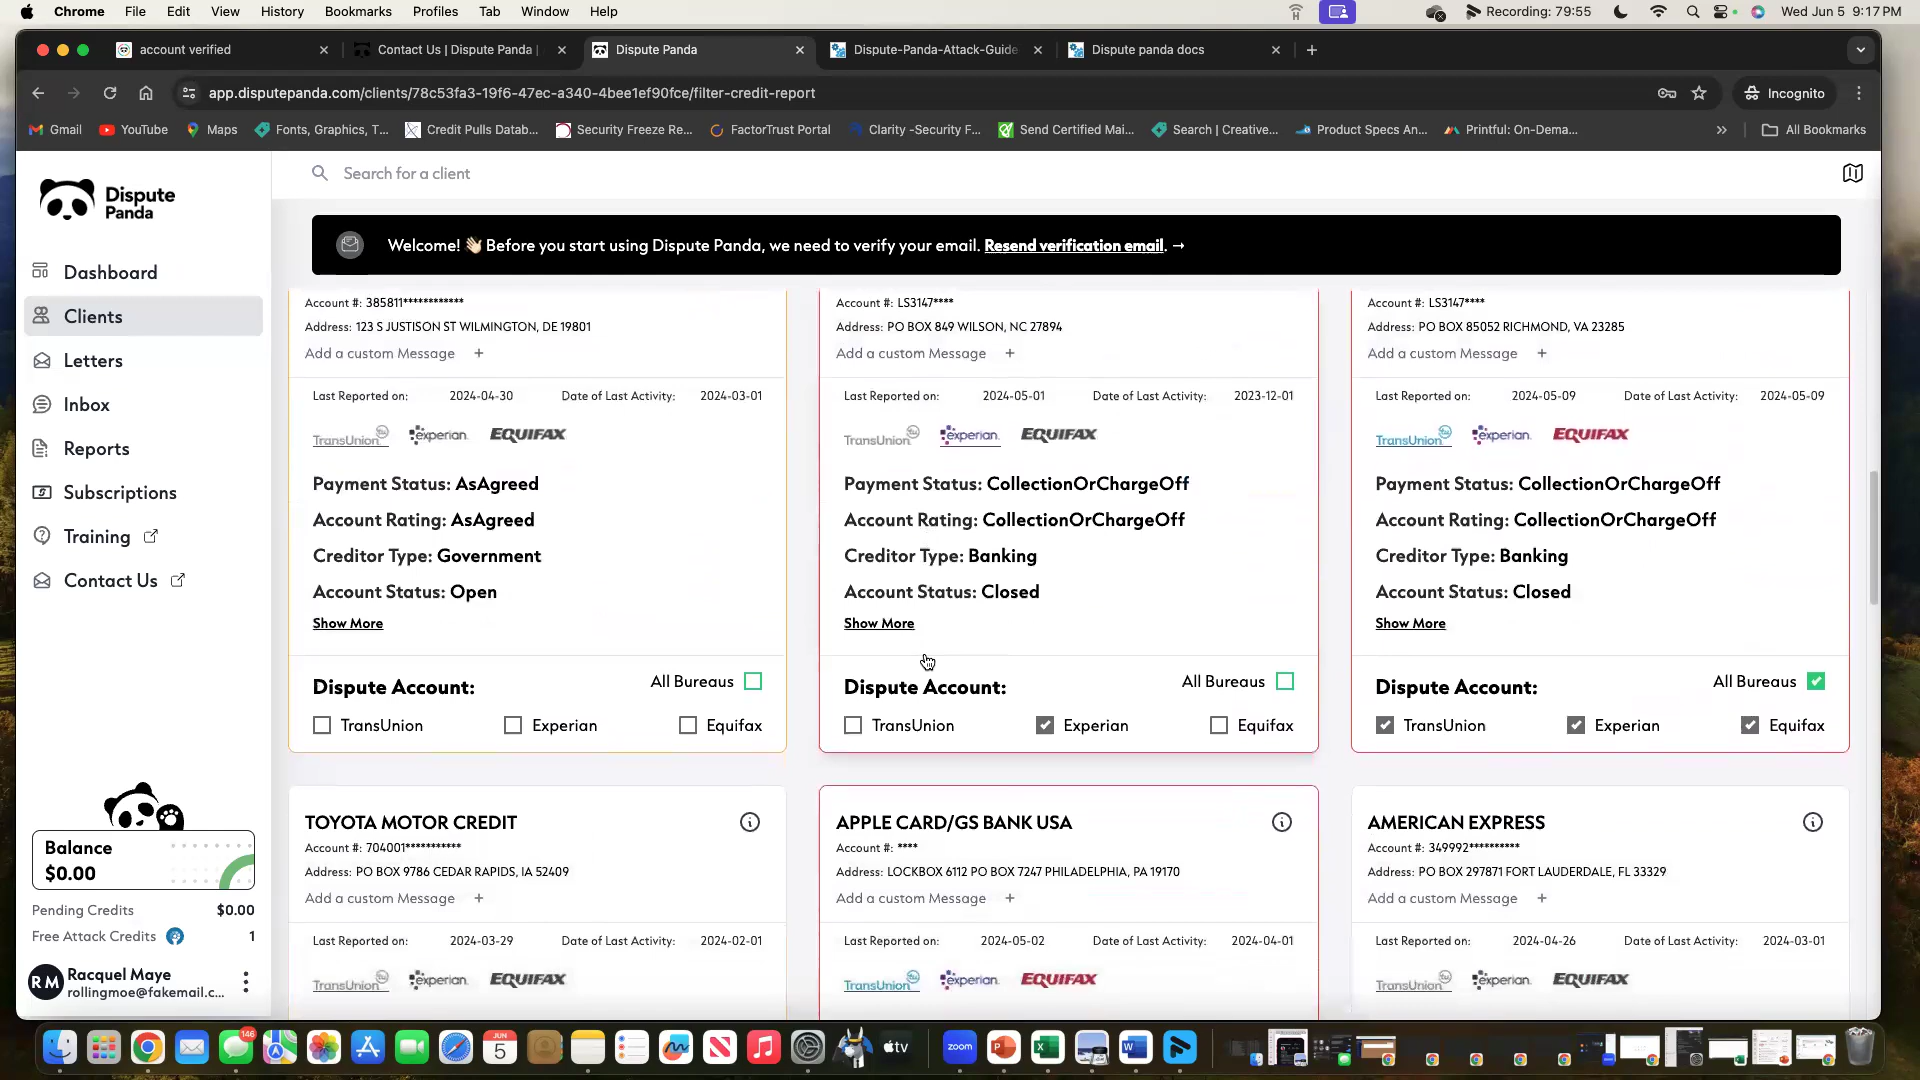 Chrome File Edit View History Bookmarks Profiles Tab Window Help Recording: 79:55 Wed Jun 5 9:17 PM
account verified Contact Us | Dispute Panda | Dispute Panda Dispute-Panda-Attack-Guide Dispute panda docs
app.disputepanda.com/clients/78c53fa3-19f6-47ec-a340-4bee1ef90fce/filter-credit-report Incognito
Gmail YouTube Maps Fonts, Graphics, T... Credit Pulls Datab... Security Freeze Re... FactorTrust Portal Clarity -Security F... Send Certified Mai... Search | Creative... Product Specs An... Printful: On-Dema... » All Bookmarks
Dispute
Panda
Search for a client
Welcome! 👋🏻 Before you start using Dispute Panda, we need to verify your email. Resend verification email. →
Dashboard
Clients
Letters
Inbox
Reports
Subscriptions
Training
Contact Us
Balance
$0.00
Pending Credits $0.00
Free Attack Credits 1
RM
Racquel Maye
rollingmoe@fakemail.c...
Account #: 385811************
Address: 123 S JUSTISON ST WILMINGTON, DE 19801
Add a custom Message +
Last Reported on: 2024-04-30 Date of Last Activity: 2024-03-01
TransUnion tu experian. EQUIFAX
Payment Status: AsAgreed
Account Rating: AsAgreed
Creditor Type: Government
Account Status: Open
Show More
Dispute Account: All Bureaus
TransUnion Experian Equifax
Account #: LS3147****
Address: PO BOX 849 WILSON, NC 27894
Add a custom Message +
Last Reported on: 2024-05-01 Date of Last Activity: 2023-12-01
TransUnion tu experian. EQUIFAX
Payment Status: CollectionOrChargeOff
Account Rating: CollectionOrChargeOff
Creditor Type: Banking
Account Status: Closed
Show More
Dispute Account: All Bureaus
TransUnion Experian Equifax
Account #: LS3147****
Address: PO BOX 85052 RICHMOND, VA 23285
Add a custom Message +
Last Reported on: 2024-05-09 Date of Last Activity: 2024-05-09
TransUnion tu experian. EQUIFAX
Payment Status: CollectionOrChargeOff
Account Rating: CollectionOrChargeOff
Creditor Type: Banking
Account Status: Closed
Show More
Dispute Account: All Bureaus
TransUnion Experian Equifax
TOYOTA MOTOR CREDIT
Account #: 704001***********
Address: PO BOX 9786 CEDAR RAPIDS, IA 52409
Add a custom Message +
Last Reported on: 2024-03-29 Date of Last Activity: 2024-02-01
TransUnion tu experian. EQUIFAX
APPLE CARD/GS BANK USA
Account #: ****
Address: LOCKBOX 6112 PO BOX 7247 PHILADELPHIA, PA 19170
Add a custom Message +
Last Reported on: 2024-05-02 Date of Last Activity: 2024-04-01
TransUnion tu experian. EQUIFAX
AMERICAN EXPRESS
Account #: 349992**********
Address: PO BOX 297871 FORT LAUDERDALE, FL 33329
Add a custom Message +
Last Reported on: 2024-04-26 Date of Last Activity: 2024-03-01
TransUnion tu experian. EQUIFAX
146 JUN 5 tv zoom P X W